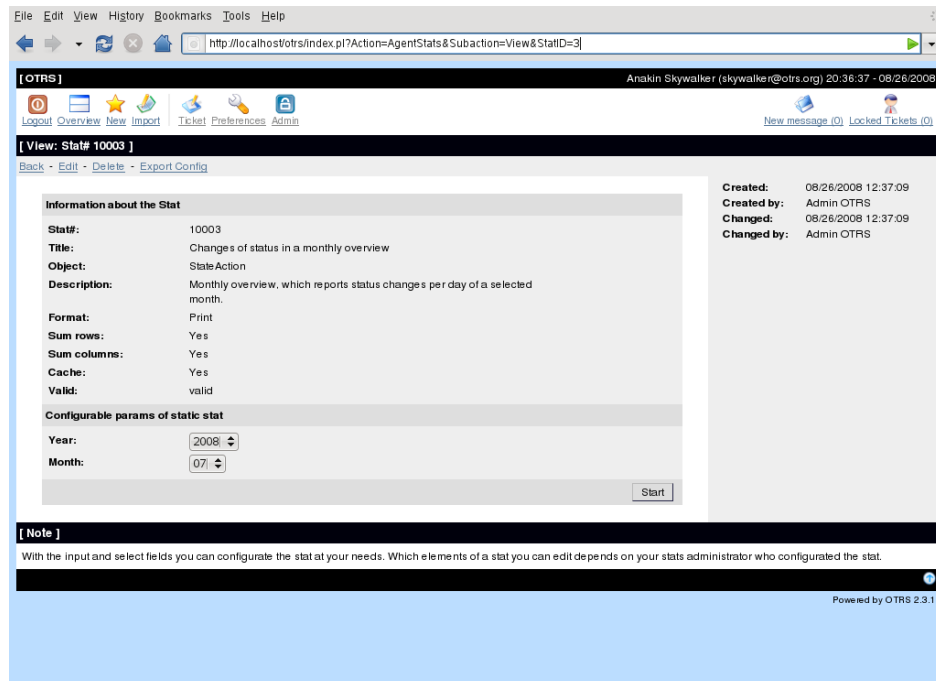 File Edit View History Bookmarks Tools Help
http://localhost/otrs/index.pl?Action=AgentStats&Subaction=View&StatID=3
[ OTRS ] Anakin Skywalker (skywalker@otrs.org) 20:36:37 - 08/26/2008
Logout Overview New Import Ticket Preferences Admin New message (0) Locked Tickets (0)
[ View: Stat# 10003 ]
Back - Edit - Delete - Export Config
Created: 08/26/2008 12:37:09
Created by: Admin OTRS
Changed: 08/26/2008 12:37:09
Changed by: Admin OTRS
Information about the Stat
Stat#: 10003
Title: Changes of status in a monthly overview
Object: StateAction
Description: Monthly overview, which reports status changes per day of a selected
month.
Format: Print
Sum rows: Yes
Sum columns: Yes
Cache: Yes
Valid: valid
Configurable params of static stat
Year: 2008
Month: 07
Start
[ Note ]
With the input and select fields you can configurate the stat at your needs. Which elements of a stat you can edit depends on your stats administrator who configurated the stat.
Powered by OTRS 2.3.1